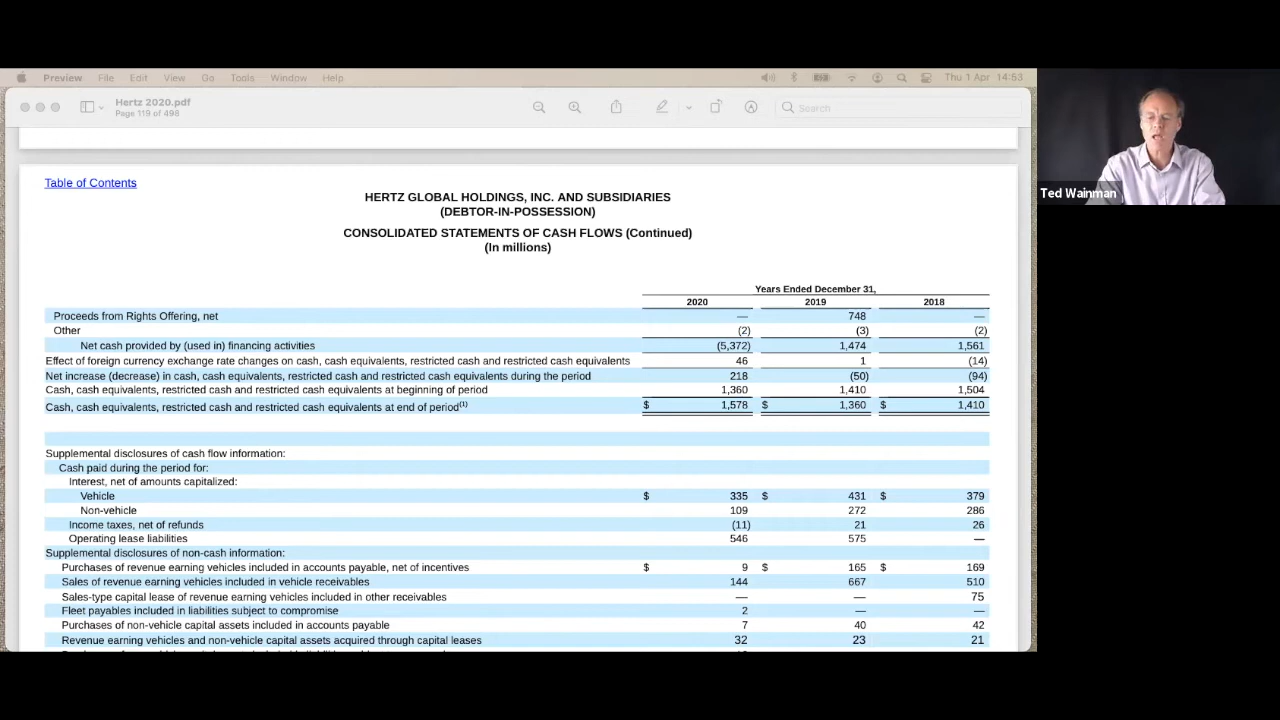 Preview File Edit View Go Tools Window Help Thu 1 Apr 14:53
Hertz 2020.pdf
Page 119 of 498
Search
Ted Wainman
Table of Contents
HERTZ GLOBAL HOLDINGS, INC. AND SUBSIDIARIES
(DEBTOR-IN-POSSESSION)
CONSOLIDATED STATEMENTS OF CASH FLOWS (Continued)
(In millions)
Years Ended December 31,
2020 2019 2018
Proceeds from Rights Offering, net — 748 —
Other (2) (3) (2)
Net cash provided by (used in) financing activities (5,372) 1,474 1,561
Effect of foreign currency exchange rate changes on cash, cash equivalents, restricted cash and restricted cash equivalents 46 1 (14)
Net increase (decrease) in cash, cash equivalents, restricted cash and restricted cash equivalents during the period 218 (50) (94)
Cash, cash equivalents, restricted cash and restricted cash equivalents at beginning of period 1,360 1,410 1,504
Cash, cash equivalents, restricted cash and restricted cash equivalents at end of period(1) $ 1,578 $ 1,360 $ 1,410
Supplemental disclosures of cash flow information:
Cash paid during the period for:
Interest, net of amounts capitalized:
Vehicle $ 335 $ 431 $ 379
Non-vehicle 109 272 286
Income taxes, net of refunds (11) 21 26
Operating lease liabilities 546 575 —
Supplemental disclosures of non-cash information:
Purchases of revenue earning vehicles included in accounts payable, net of incentives $ 9 $ 165 $ 169
Sales of revenue earning vehicles included in vehicle receivables 144 667 510
Sales-type capital lease of revenue earning vehicles included in other receivables — — 75
Fleet payables included in liabilities subject to compromise 2 — —
Purchases of non-vehicle capital assets included in accounts payable 7 40 42
Revenue earning vehicles and non-vehicle capital assets acquired through capital leases 32 23 21